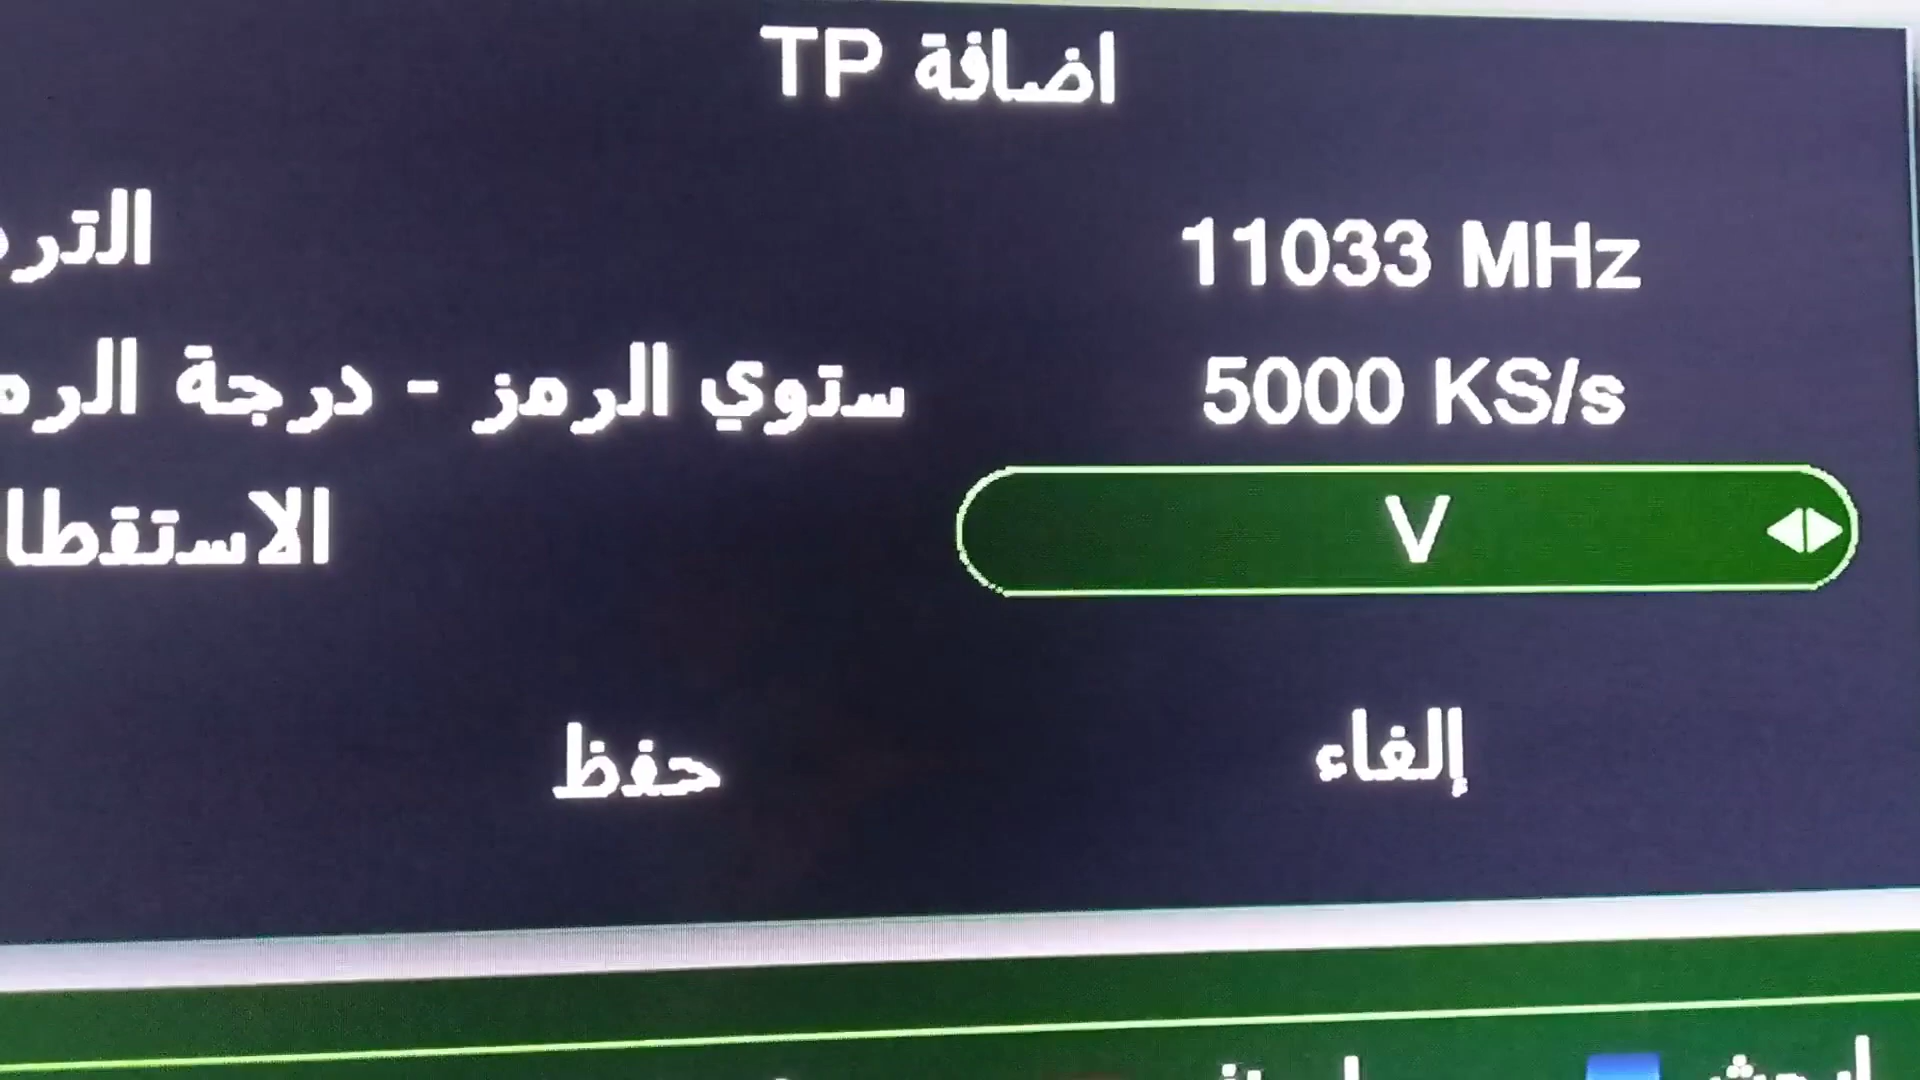 اضافة TP
11033 MHz
ستوي الرمز - درجة 5000 KS/s
V
حفظ
إلغاء